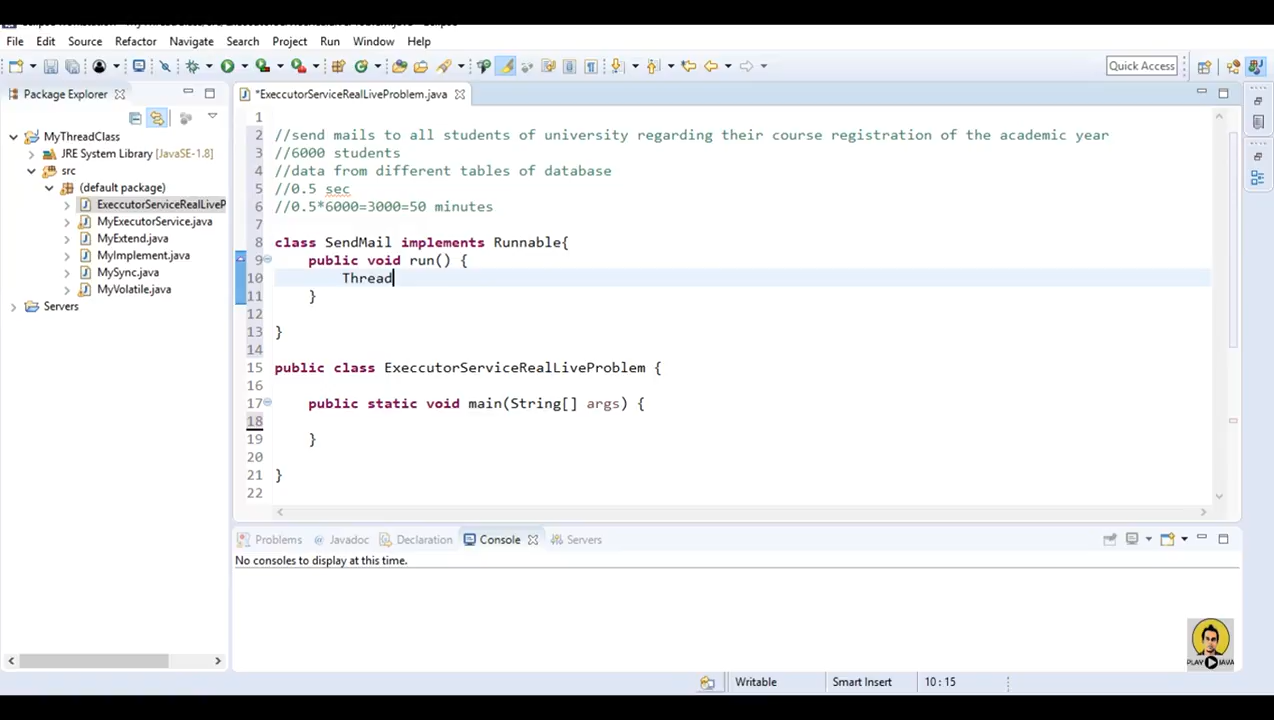 File Edit Source Refactor Navigate Search Project Run Window Help
Quick Access
Package Explorer
*ExeccutorServiceRealLiveProblem.java
MyThreadClass
JRE System Library [JavaSE-1.8]
src
(default package)
ExeccutorServiceRealLiveP
MyExecutorService.java
MyExtend.java
MyImplement.java
MySync.java
MyVolatile.java
Servers
1
2 //send mails to all students of university regarding their course registration of the academic year
3 //6000 students
4 //data from different tables of database
5 //0.5 sec
6 //0.5*6000=3000=50 minutes
7
8 class SendMail implements Runnable{
9 public void run() {
10 Thread
11 }
12
13 }
14
15 public class ExeccutorServiceRealLiveProblem {
16
17 public static void main(String[] args) {
18
19 }
20
21 }
22
Problems Javadoc Declaration Console Servers
No consoles to display at this time.
PLAY JAVA
Writable Smart Insert 10 : 15